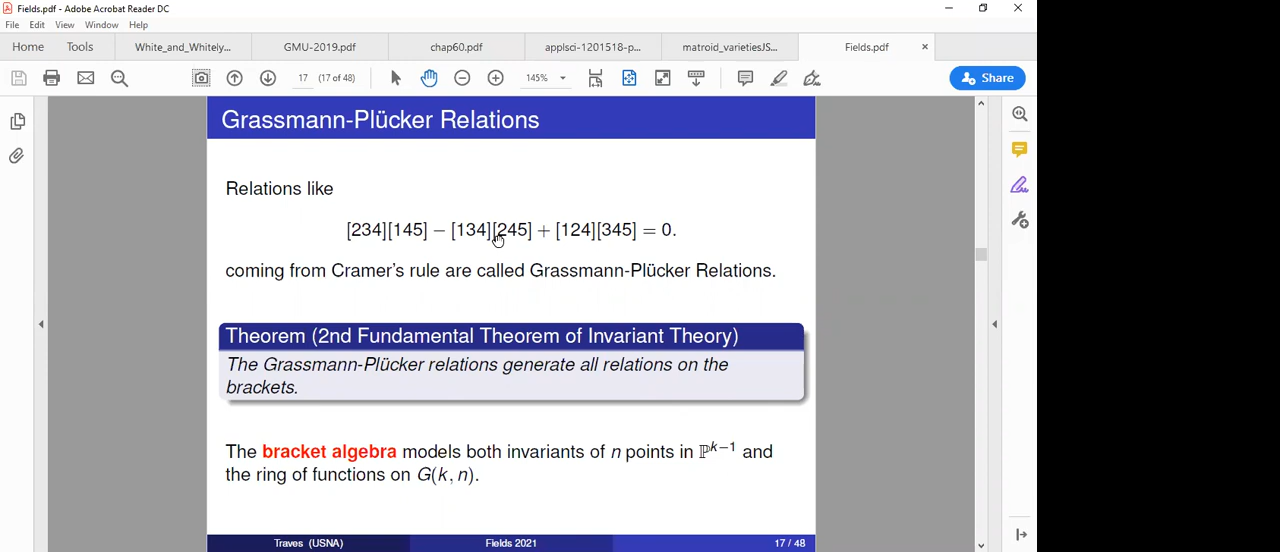 Fields.pdf - Adobe Acrobat Reader DC
File Edit View Window Help
Home Tools White_and_Whitely... GMU-2019.pdf chap60.pdf applsci-1201518-p... matroid_varietiesJS... Fields.pdf ×
17 (17 of 48) 145% Share
Grassmann-Plücker Relations
Relations like
[234][145] − [134][245] + [124][345] = 0.
coming from Cramer's rule are called Grassmann-Plücker Relations.
Theorem (2nd Fundamental Theorem of Invariant Theory)
The Grassmann-Plücker relations generate all relations on the
brackets.
The bracket algebra models both invariants of n points in ℙ^{k−1} and
the ring of functions on G(k, n).
Traves (USNA) Fields 2021 17 / 48